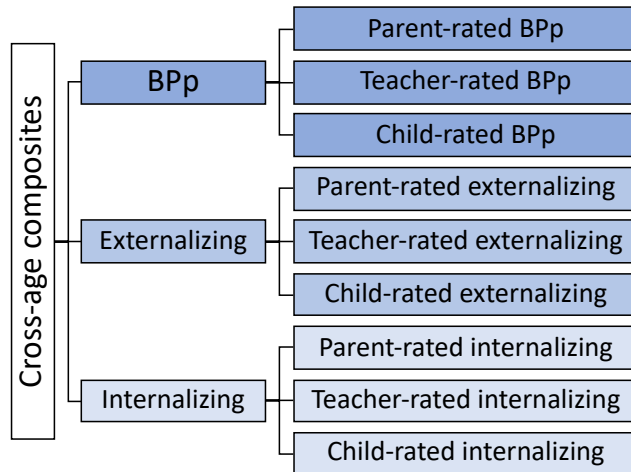 Cross-age composites
BPp
Parent-rated BPp
Teacher-rated BPp
Child-rated BPp
Externalizing
Parent-rated externalizing
Teacher-rated externalizing
Child-rated externalizing
Internalizing
Parent-rated internalizing
Teacher-rated internalizing
Child-rated internalizing